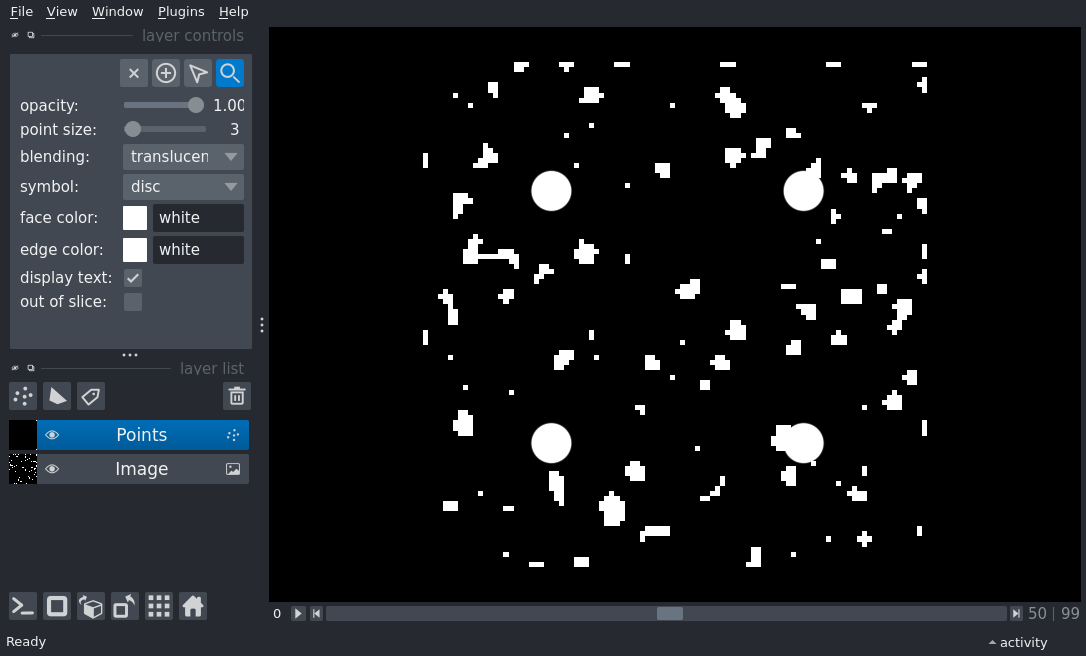 File View Window Plugins Help
layer controls
opacity: 1.00
point size: 3
blending: translucen
symbol: disc
face color: white
edge color: white
display text:
out of slice:
layer list
Points
Image
0 50 | 99
Ready activity